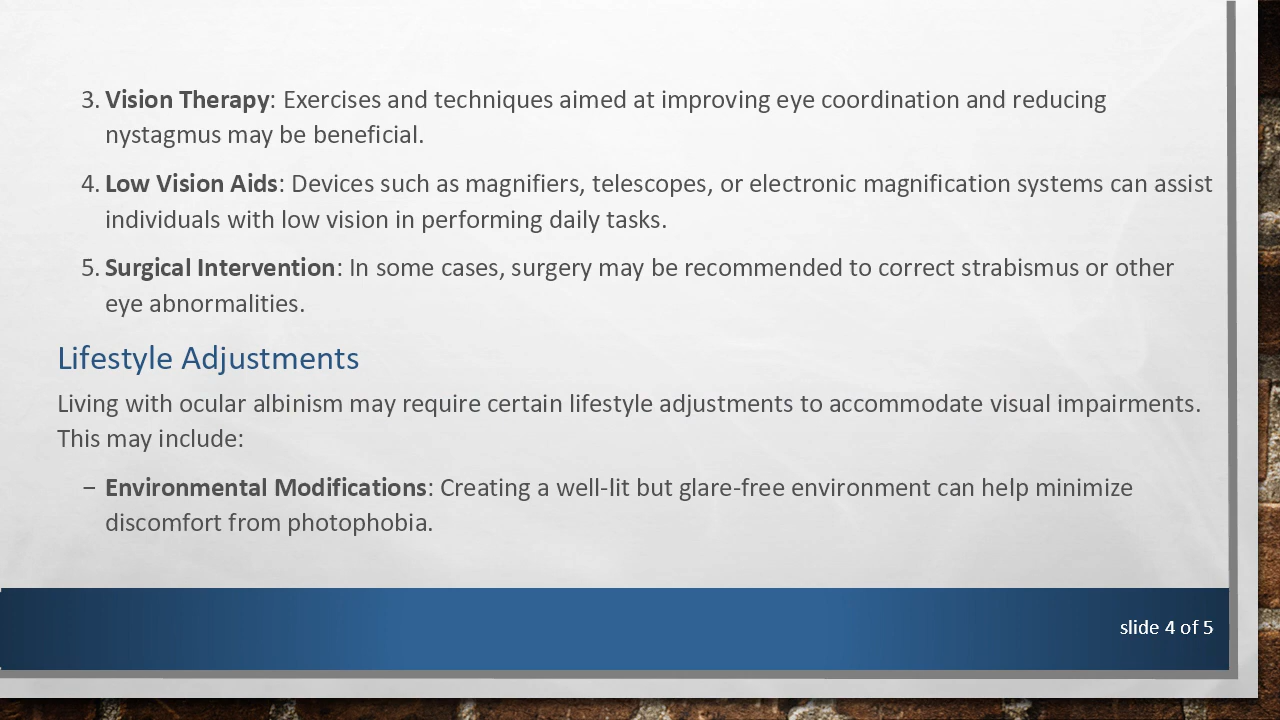 3. Vision Therapy: Exercises and techniques aimed at improving eye coordination and reducing
nystagmus may be beneficial.
4. Low Vision Aids: Devices such as magnifiers, telescopes, or electronic magnification systems can assist
individuals with low vision in performing daily tasks.
5. Surgical Intervention: In some cases, surgery may be recommended to correct strabismus or other
eye abnormalities.
Lifestyle Adjustments
Living with ocular albinism may require certain lifestyle adjustments to accommodate visual impairments.
This may include:
– Environmental Modifications: Creating a well-lit but glare-free environment can help minimize
discomfort from photophobia.
slide 4 of 5